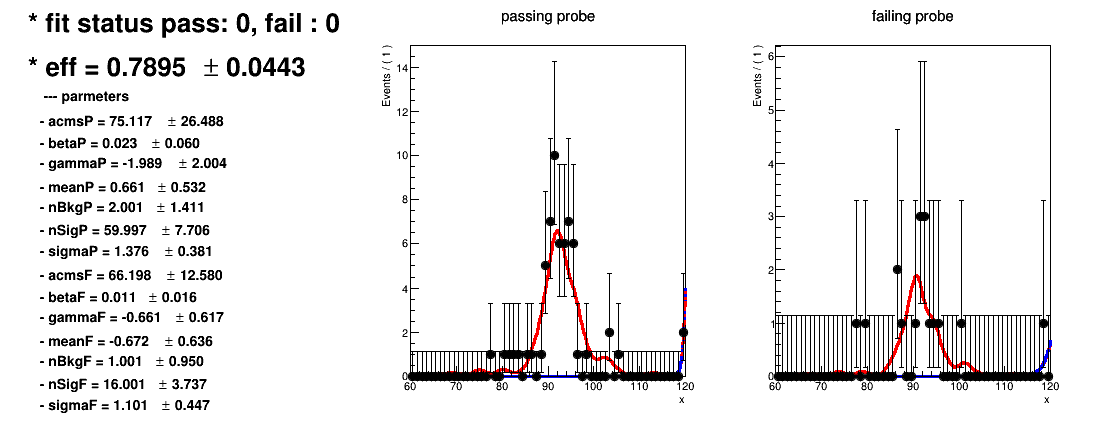 * fit status pass: 0, fail : 0
* eff = 0.7895 ± 0.0443
--- parmeters
- acmsP = 75.117 ± 26.488
- betaP = 0.023 ± 0.060
- gammaP = -1.989 ± 2.004
- meanP = 0.661 ± 0.532
- nBkgP = 2.001 ± 1.411
- nSigP = 59.997 ± 7.706
- sigmaP = 1.376 ± 0.381
- acmsF = 66.198 ± 12.580
- betaF = 0.011 ± 0.016
- gammaF = -0.661 ± 0.617
- meanF = -0.672 ± 0.636
- nBkgF = 1.001 ± 0.950
- nSigF = 16.001 ± 3.737
- sigmaF = 1.101 ± 0.447
passing probe
Events / ( 1 )
14
12
10
8
6
4
2
0
60 70 80 90 100 110 120
x
failing probe
Events / ( 1 )
6
5
4
3
2
1
0
60 70 80 90 100 110 120
x